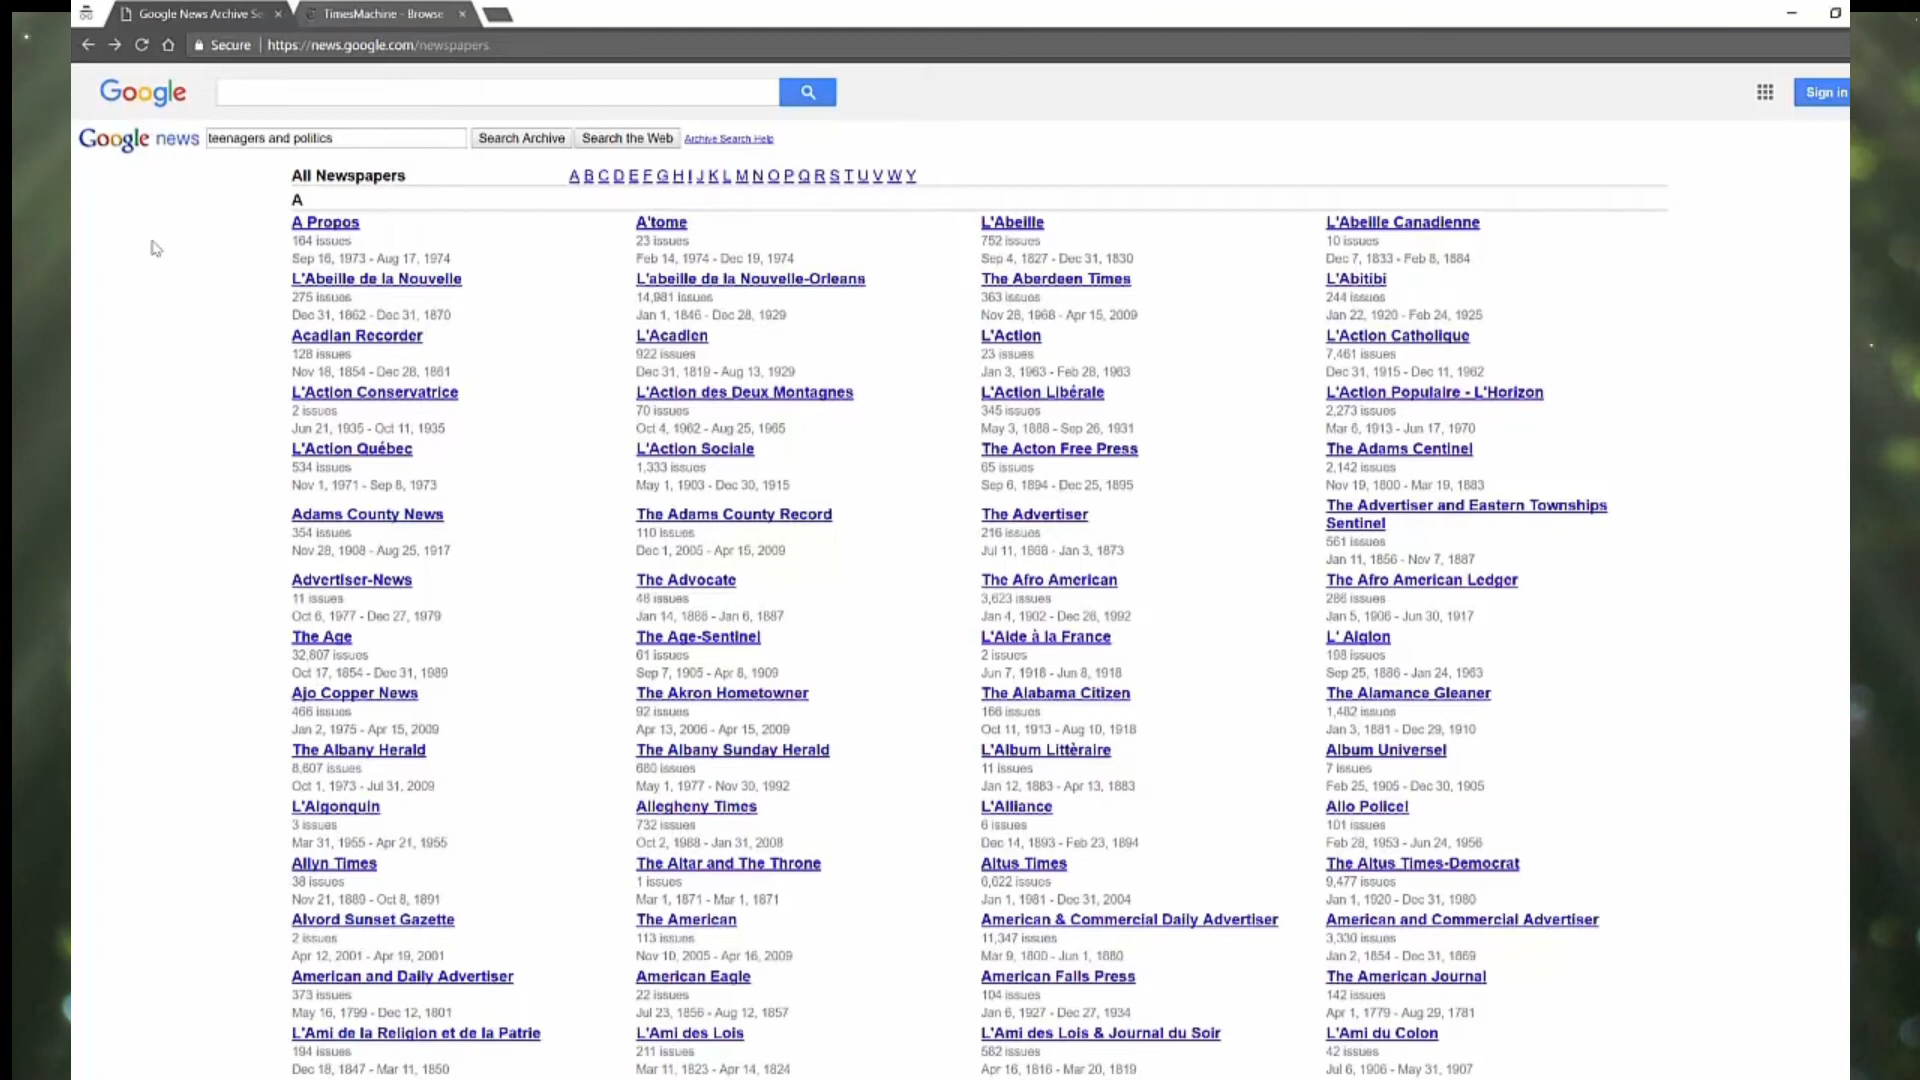 Google News Archive Se
TimesMachine - Browse
Secure
https://news.google.com/newspapers
Google
Sign in
Google news teenagers and politics Search Archive Search the Web Archive Search Help
All Newspapers A B C D E F G H I J K L M N O P Q R S T U V W Y
A
A Propos A'tome L'Abeille L'Abeille Canadienne
164 issues 23 issues 752 issues 10 issues
Sep 16, 1973 - Aug 17, 1974 Feb 14, 1974 - Dec 19, 1974 Sep 4, 1827 - Dec 31, 1830 Dec 7, 1833 - Feb 8, 1884
L'Abeille de la Nouvelle L'abeille de la Nouvelle-Orleans The Aberdeen Times L'Abitibi
275 issues 14,981 issues 363 issues 244 issues
Dec 31, 1862 - Dec 31, 1870 Jan 1, 1846 - Dec 28, 1929 Nov 28, 1968 - Apr 15, 2009 Jan 22, 1920 - Feb 24, 1925
Acadian Recorder L'Acadien L'Action L'Action Catholique
128 issues 922 issues 23 issues 7,461 issues
Nov 18, 1854 - Dec 28, 1861 Dec 31, 1819 - Aug 13, 1929 Jan 3, 1963 - Feb 28, 1963 Dec 31, 1915 - Dec 11, 1962
L'Action Conservatrice L'Action des Deux Montagnes L'Action Libérale L'Action Populaire - L'Horizon
2 issues 70 issues 345 issues 2,273 issues
Jun 21, 1935 - Oct 11, 1935 Oct 4, 1962 - Aug 25, 1965 May 3, 1888 - Sep 26, 1931 Mar 6, 1913 - Jun 17, 1970
L'Action Québec L'Action Sociale The Acton Free Press The Adams Centinel
534 issues 1,333 issues 65 issues 2,142 issues
Nov 1, 1971 - Sep 8, 1973 May 1, 1903 - Dec 30, 1915 Sep 6, 1894 - Dec 25, 1895 Nov 19, 1800 - Mar 19, 1883
Adams County News The Adams County Record The Advertiser The Advertiser and Eastern Townships Sentinel
354 issues 110 issues 216 issues 561 issues
Nov 28, 1908 - Aug 25, 1917 Dec 1, 2005 - Apr 15, 2009 Jul 11, 1868 - Jan 3, 1873 Jan 11, 1856 - Nov 7, 1887
Advertiser-News The Advocate The Afro American The Afro American Ledger
11 issues 48 issues 3,623 issues 286 issues
Oct 6, 1977 - Dec 27, 1979 Jan 14, 1886 - Jan 6, 1887 Jan 4, 1902 - Dec 26, 1992 Jan 5, 1906 - Jun 30, 1917
The Age The Age-Sentinel L'Aide à la France L' Aiglon
32,807 issues 61 issues 2 issues 198 issues
Oct 17, 1854 - Dec 31, 1989 Sep 7, 1905 - Apr 8, 1909 Jun 7, 1918 - Jun 8, 1918 Sep 25, 1886 - Jan 24, 1963
Ajo Copper News The Akron Hometowner The Alabama Citizen The Alamance Gleaner
466 issues 92 issues 166 issues 1,482 issues
Jan 2, 1975 - Apr 15, 2009 Apr 13, 2006 - Apr 15, 2009 Oct 11, 1913 - Aug 10, 1918 Jan 3, 1881 - Dec 29, 1910
The Albany Herald The Albany Sunday Herald L'Album Littèraire Album Universel
8,607 issues 680 issues 11 issues 7 issues
Oct 1, 1973 - Jul 31, 2009 May 1, 1977 - Nov 30, 1992 Jan 12, 1883 - Apr 13, 1883 Feb 25, 1905 - Dec 30, 1905
L'Algonquin Allegheny Times L'Alliance Allo Police!
3 issues 732 issues 6 issues 101 issues
Mar 31, 1955 - Apr 21, 1955 Oct 2, 1988 - Jan 31, 2008 Dec 14, 1893 - Feb 23, 1894 Feb 28, 1953 - Jun 24, 1956
Allyn Times The Altar and The Throne Altus Times The Altus Times-Democrat
38 issues 1 issues 6,022 issues 9,477 issues
Nov 21, 1889 - Oct 8, 1891 Mar 1, 1871 - Mar 1, 1871 Jan 1, 1981 - Dec 31, 2004 Jan 1, 1920 - Dec 31, 1980
Alvord Sunset Gazette The American American & Commercial Daily Advertiser American and Commercial Advertiser
2 issues 113 issues 11,347 issues 3,330 issues
Apr 12, 2001 - Apr 19, 2001 Nov 10, 2005 - Apr 16, 2009 Mar 9, 1800 - Jun 1, 1880 Jan 2, 1854 - Dec 31, 1869
American and Daily Advertiser American Eagle American Falls Press The American Journal
373 issues 22 issues 104 issues 142 issues
May 16, 1799 - Dec 12, 1801 Jul 23, 1856 - Aug 12, 1857 Jan 6, 1927 - Dec 27, 1934 Apr 1, 1779 - Aug 29, 1781
L'Ami de la Religion et de la Patrie L'Ami des Lois L'Ami des Lois & Journal du Soir L'Ami du Colon
194 issues 211 issues 582 issues 42 issues
Dec 18, 1847 - Mar 11, 1850 Mar 11, 1823 - Apr 14, 1824 Apr 16, 1816 - Mar 20, 1819 Jul 6, 1906 - May 31, 1907